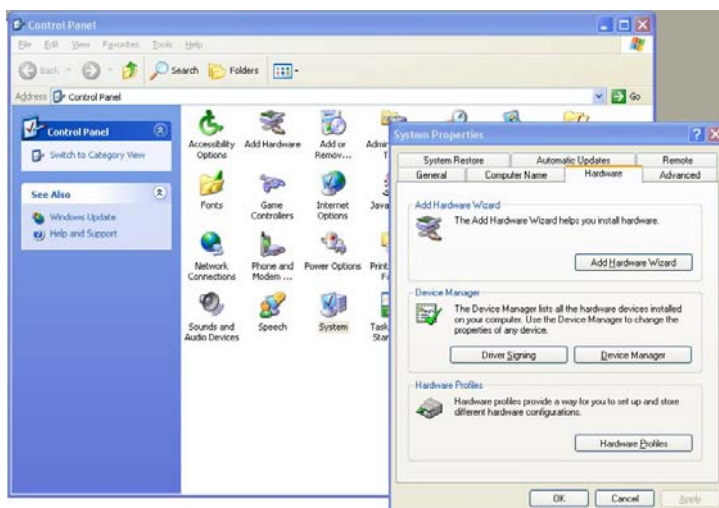 Control Panel
File Edit View Favorites Tools Help
Back Search Folders
Address Control Panel Go
Control Panel
Switch to Category View
See Also
Windows Update
Help and Support
Accessibility Options
Add Hardware
Add or Remov...
Fonts
Game Controllers
Internet Options
Network Connections
Phone and Modem ...
Power Options
Sounds and Audio Devices
Speech
System
System Properties
System Restore Automatic Updates Remote
General Computer Name Hardware Advanced
Add Hardware Wizard
The Add Hardware Wizard helps you install hardware.
Add Hardware Wizard
Device Manager
The Device Manager lists all the hardware devices installed
on your computer. Use the Device Manager to change the
properties of any device.
Driver Signing Device Manager
Hardware Profiles
Hardware profiles provide a way for you to set up and store
different hardware configurations.
Hardware Profiles
OK Cancel Apply